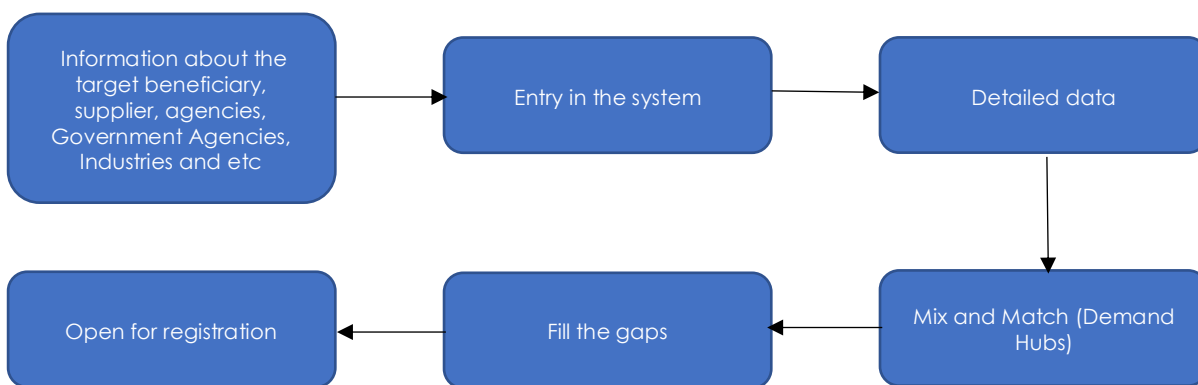 Information about the
target beneficiary,
supplier, agencies,
Government Agencies,
Industries and etc
Entry in the system
Detailed data
Open for registration
Fill the gaps
Mix and Match (Demand
Hubs)